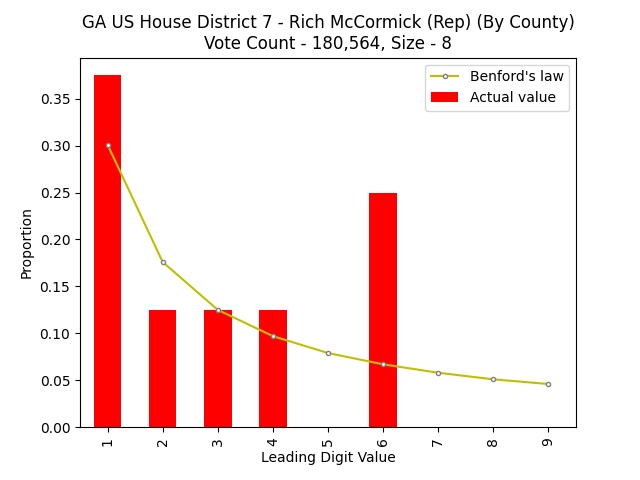 GA US House District 7 - Rich McCormick (Rep) (By County)
Vote Count - 180,564, Size - 8
Benford's law
Actual value
0.35
0.30
0.25
0.20
0.15
0.10
0.05
0.00
Proportion
1 2 3 4 5 6 7 8 9
Leading Digit Value